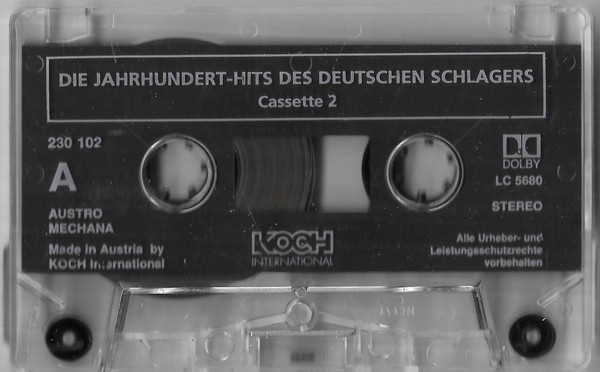 DIE JAHRHUNDERT-HITS DES DEUTSCHEN SCHLAGERS
Cassette 2
230 102
A
AUSTRO
MECHANA
Made in Austria by
KOCH International
KOCH
INTERNATIONAL
DOLBY
LC 5680
STEREO
Alle Urheber- und
Leistungsschutzrechte
vorbehalten